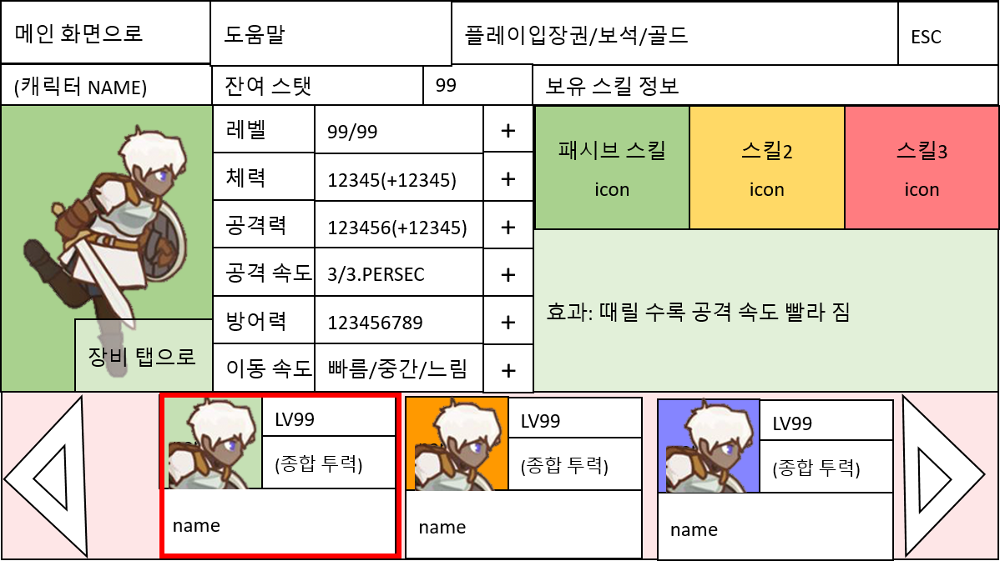 메인 화면으로
도움말
플레이입장권/보석/골드
ESC
(캐릭터 NAME)
잔여 스탯
99
보유 스킬 정보
레벨
99/99
+
체력
12345(+12345)
+
공격력
123456(+12345)
+
공격 속도
3/3.PERSEC
+
방어력
123456789
+
이동 속도
빠름/중간/느림
+
장비 탭으로
패시브 스킬
icon
스킬2
icon
스킬3
icon
효과: 때릴 수록 공격 속도 빨라 짐
LV99
(종합 투력)
name
LV99
(종합 투력)
name
LV99
(종합 투력)
name